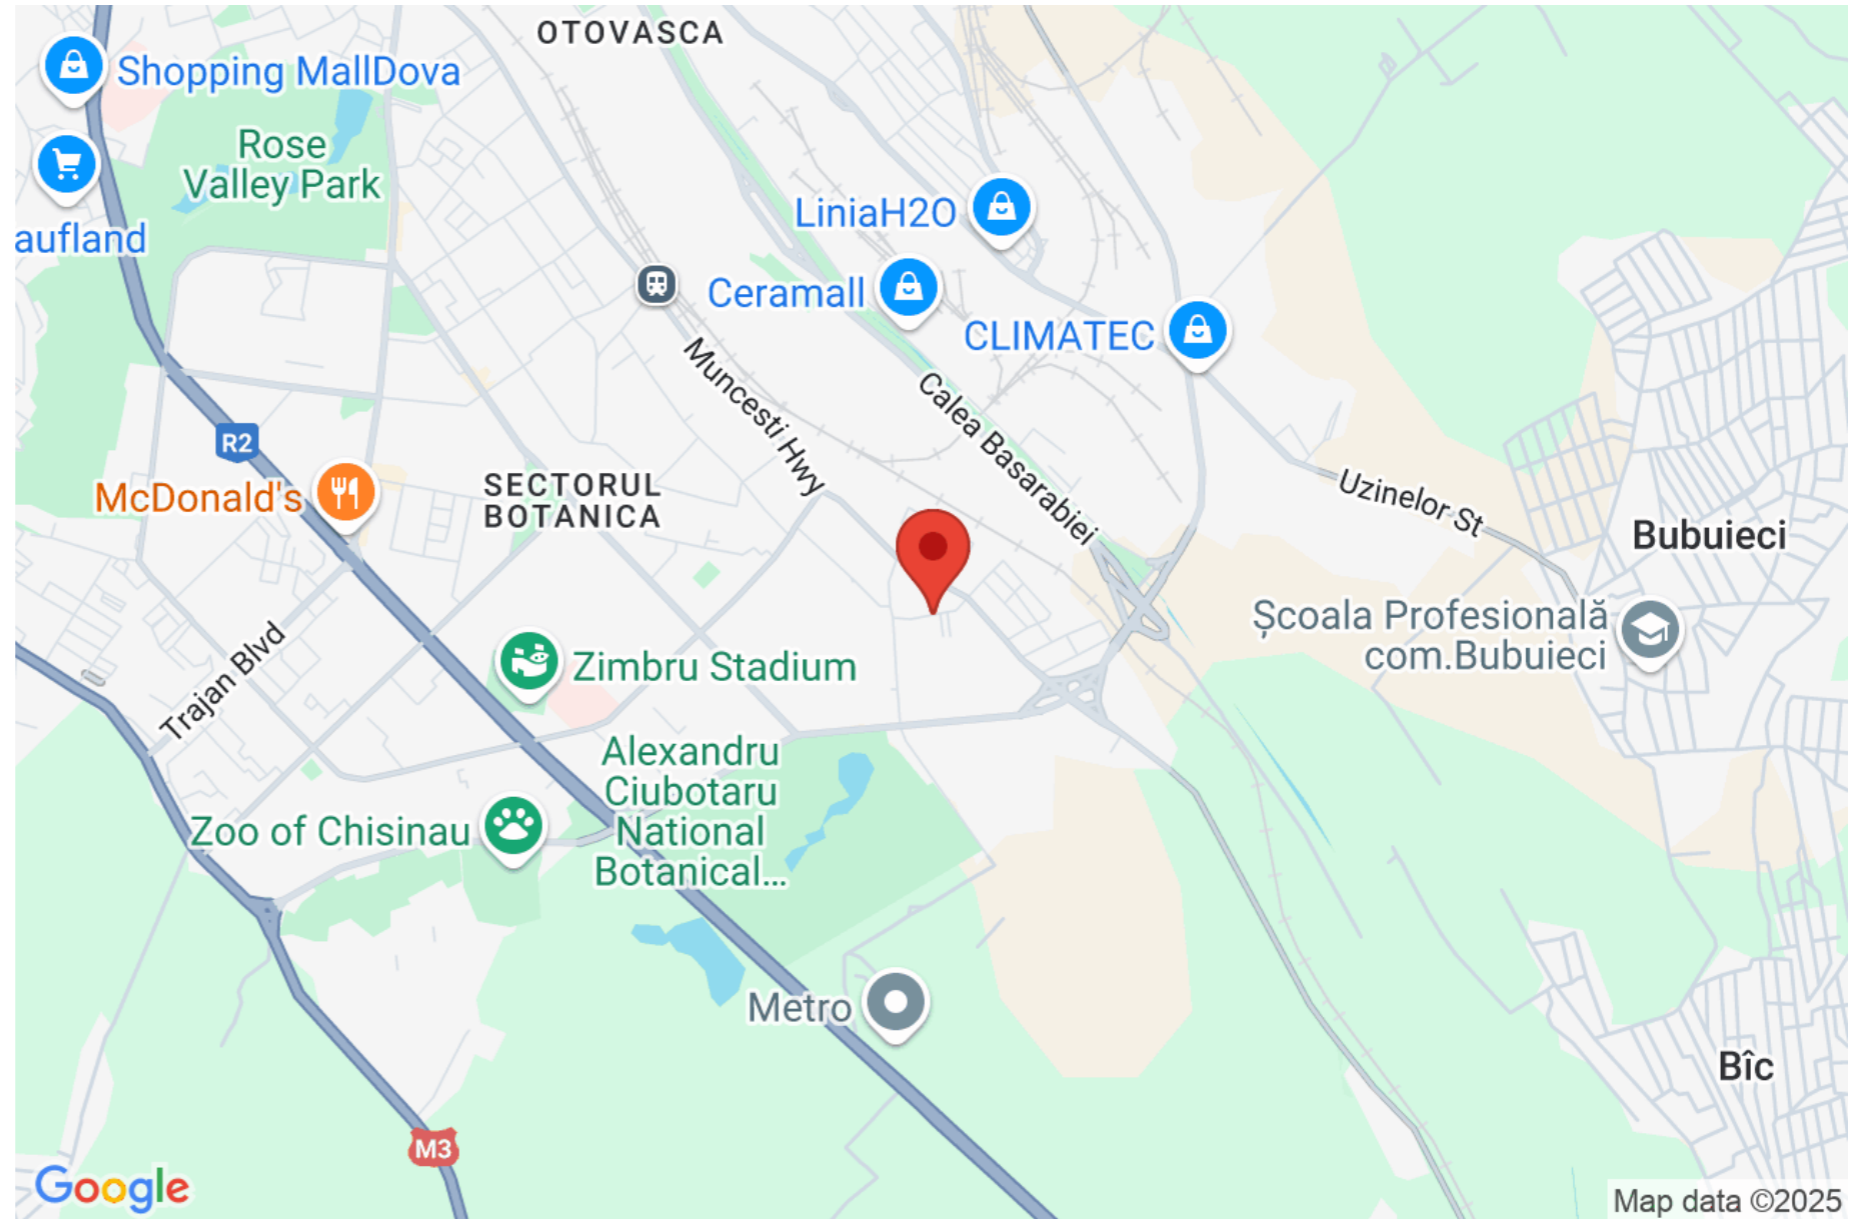 OTOVASCA
Shopping MallDova
Rose
Valley Park
aufland
LiniaH2O
Ceramall
CLIMATEC
Muncesti Hwy
Calea Basarabiei
R2
McDonald's
SECTORUL
BOTANICA
Uzinelor St
Bubuieci
Școala Profesională
com.Bubuieci
Trajan Blvd
Zimbru Stadium
Alexandru
Ciubotaru
National
Botanical...
Zoo of Chisinau
Metro
Bîc
M3
Google
Map data ©2025